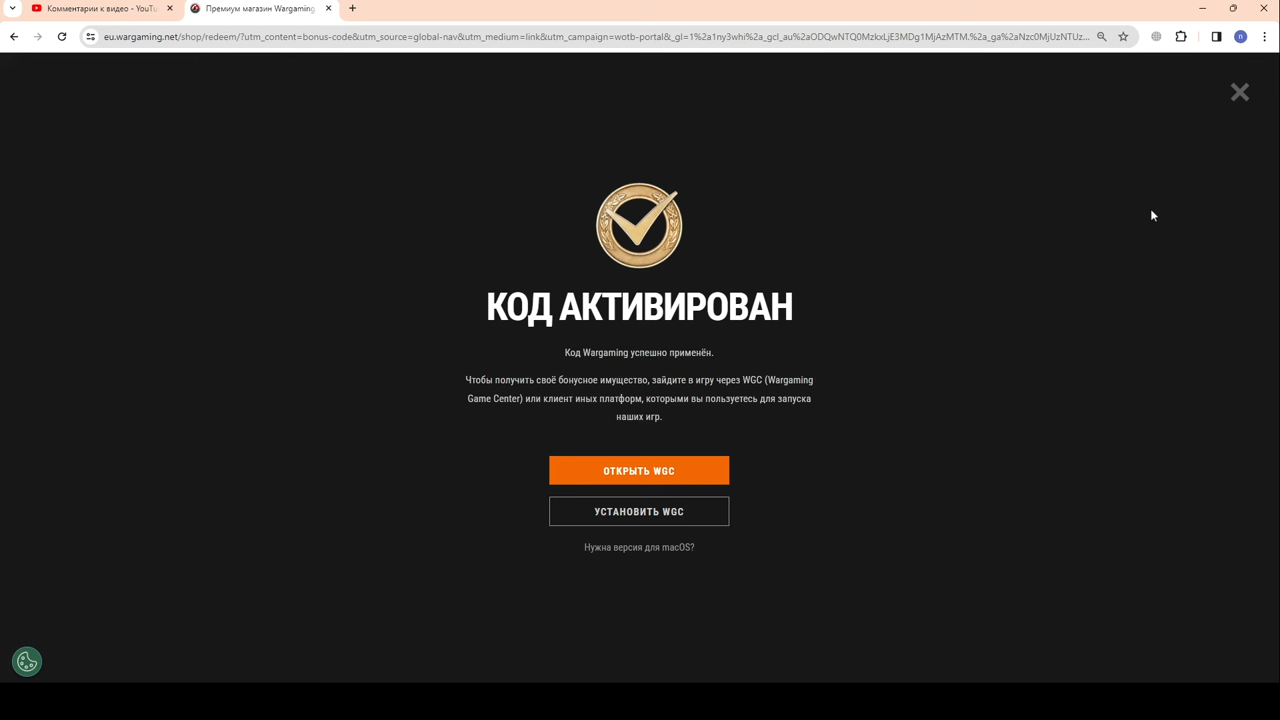 Комментарии к видео - YouTu
Премиум магазин Wargaming
eu.wargaming.net/shop/redeem/?utm_content=bonus-code&utm_source=global-nav&utm_medium=link&utm_campaign=wotb-portal&_gl=1%2a1ny3whi%2a_gcl_au%2aODQwNTQ0MzkxLjE3MDg1MjAzMTM.%2a_ga%2aNzc0MjUzNTUz...
n
КОД АКТИВИРОВАН
Код Wargaming успешно применён.
Чтобы получить своё бонусное имущество, зайдите в игру через WGC (Wargaming
Game Center) или клиент иных платформ, которыми вы пользуетесь для запуска
наших игр.
ОТКРЫТЬ WGC
УСТАНОВИТЬ WGC
Нужна версия для macOS?